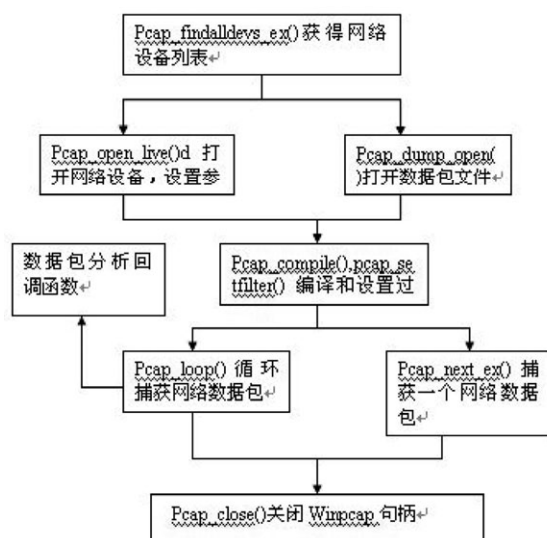 Pcap_findalldevs_ex()获得网络
设备列表↵
Pcap_open_live()d 打
开网络设备，设置参
Pcap_dump_open(
)打开数据包文件↵
数据包分析回
调函数↵
Pcap_compile(),pcap_se
tfilter() 编译和设置过
Pcap_loop()循环
捕获网络数据包↵
Pcap_next_ex() 捕
获一个网络数据
包↵
Pcap_close()关闭 Winpcap 句柄↵